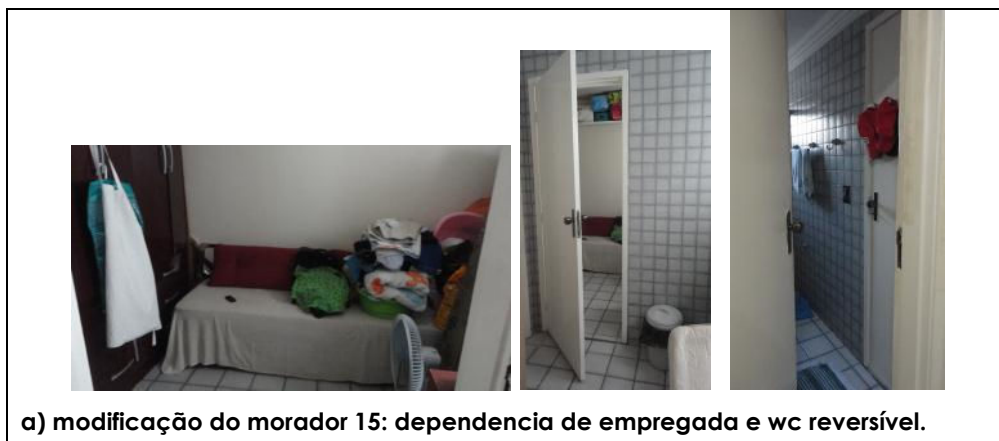 a) modificação do morador 15: dependencia de empregada e wc reversível.